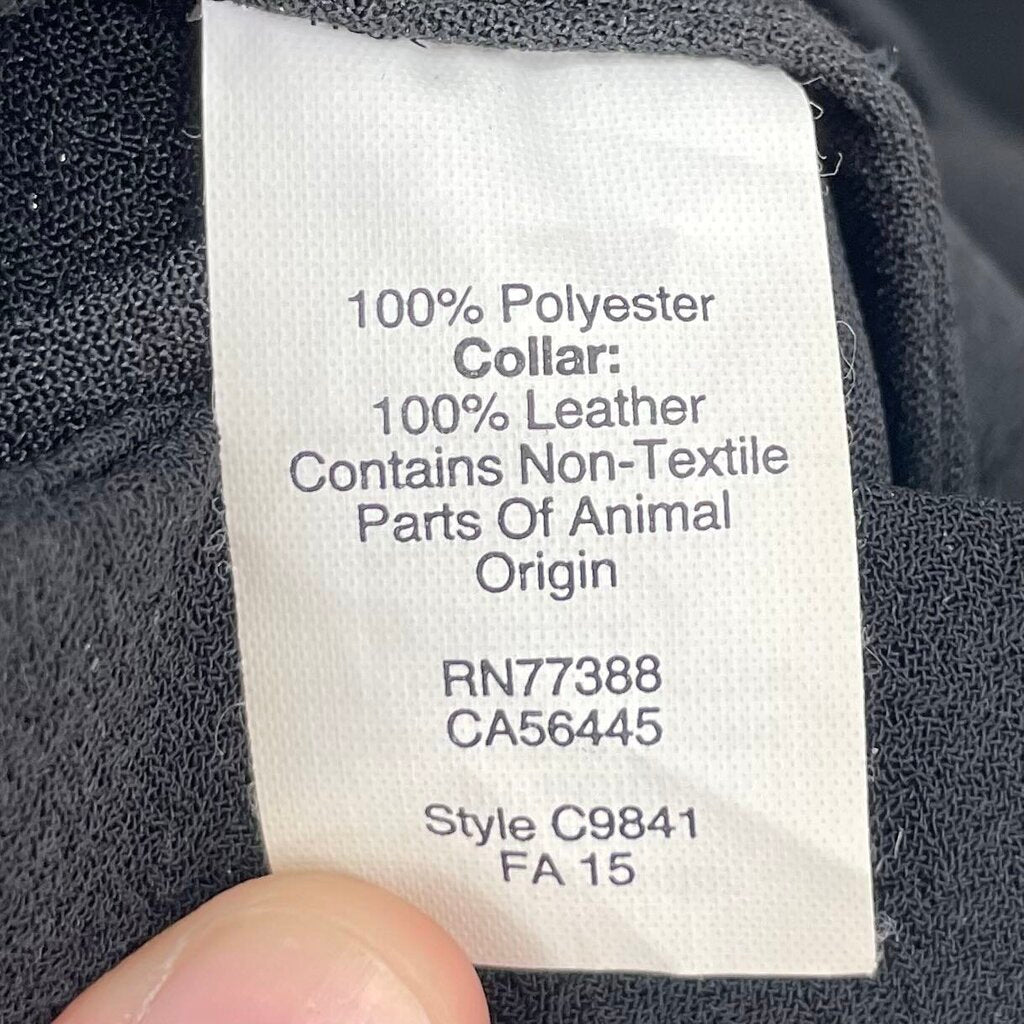 100% Polyester
Collar:
100% Leather
Contains Non-Textile
Parts Of Animal
Origin
RN77388
CA56445
Style C9841
FA 15